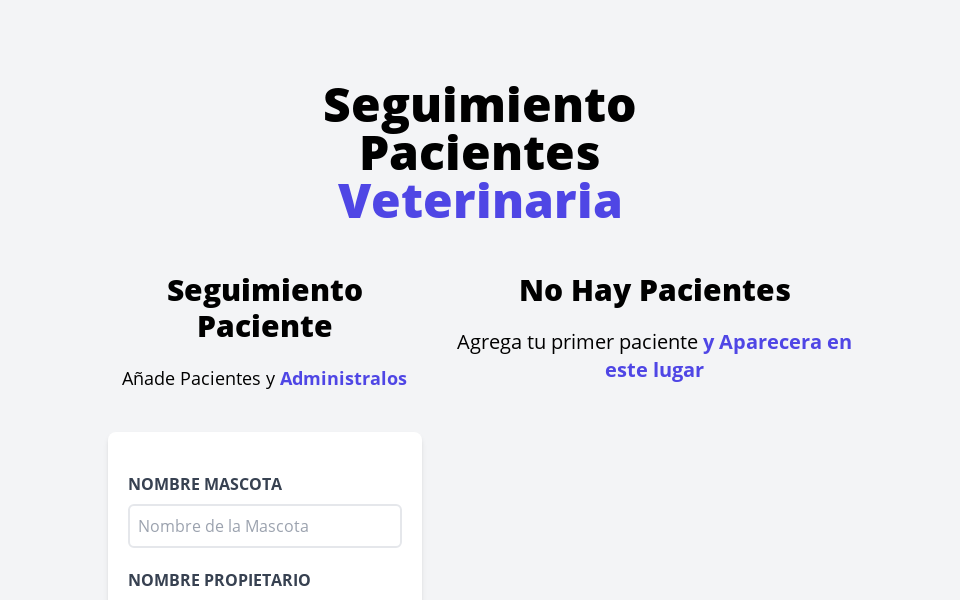 Seguimiento
Pacientes
Veterinaria
Seguimiento
Paciente
Añade Pacientes y Administralos
NOMBRE MASCOTA
Nombre de la Mascota
NOMBRE PROPIETARIO
No Hay Pacientes
Agrega tu primer paciente y Aparecera en
este lugar